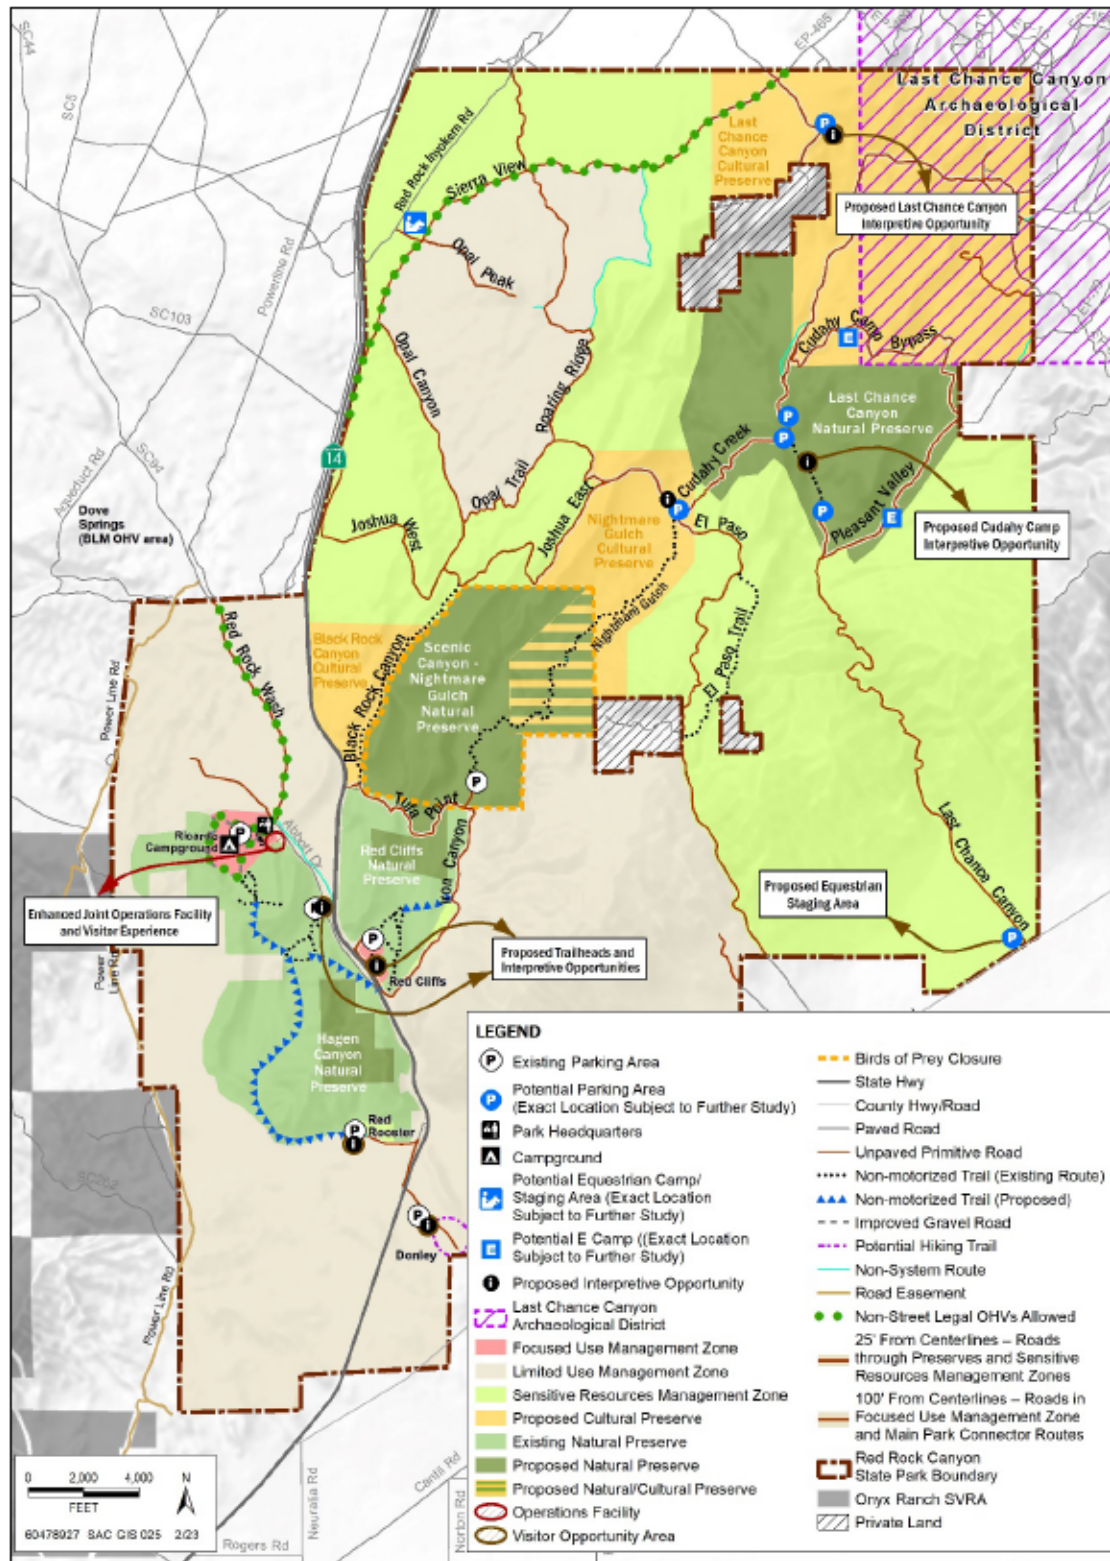 SC44
SC5
EP-465
EP-15
Last Chance Canyon
Archaeological
District
Red Rock Inyokern Rd
Sierra View
Last
Chance
Canyon
Cultural
Preserve
Proposed Last Chance Canyon
Interpretive Opportunity
Powerline Rd
Opal Peak
SC103
Opal Canyon
Roaring Ridge
Cudahy Camp Bypass
Last Chance
Canyon
Natural Preserve
14
SC94
Aqueduct Rd
Opal Trail
Cudahy Creek
Pleasant Valley
Dove
Springs
(BLM OHV area)
Joshua West
Joshua East
Nightmare
Gulch
Cultural
Preserve
El Paso
Proposed Cudahy Camp
Interpretive Opportunity
Nightmare Gulch
El Paso Trail
Red Rock Wash
Black Rock
Canyon
Cultural
Preserve
Black Rock Canyon
Scenic
Canyon -
Nightmare
Gulch
Natural
Preserve
Power Line Rd
Tufa Point
Last Chance Canyon
Ricardo
Campground
Abbott Dr
Red Cliffs
Natural
Preserve
Iron Canyon
Enhanced Joint Operations Facility
and Visitor Experience
Proposed Equestrian
Staging Area
Proposed Trailheads and
Interpretive Opportunities
Red Cliffs
Power
Line Rd
Hagen
Canyon
Natural
Preserve
Red
Rooster
SC262
Donley
Power Line Rd
LEGEND
Existing Parking Area
Potential Parking Area
(Exact Location Subject to Further Study)
Park Headquarters
Campground
Potential Equestrian Camp/
Staging Area (Exact Location
Subject to Further Study)
Potential E Camp ((Exact Location
Subject to Further Study)
Proposed Interpretive Opportunity
Last Chance Canyon
Archaeological District
Focused Use Management Zone
Limited Use Management Zone
Sensitive Resources Management Zone
Proposed Cultural Preserve
Existing Natural Preserve
Proposed Natural Preserve
Proposed Natural/Cultural Preserve
Operations Facility
Visitor Opportunity Area
Birds of Prey Closure
State Hwy
County Hwy/Road
Paved Road
Unpaved Primitive Road
Non-motorized Trail (Existing Route)
Non-motorized Trail (Proposed)
Improved Gravel Road
Potential Hiking Trail
Non-System Route
Road Easement
Non-Street Legal OHVs Allowed
25' From Centerlines – Roads
through Preserves and Sensitive
Resources Management Zones
100' From Centerlines – Roads in
Focused Use Management Zone
and Main Park Connector Routes
Red Rock Canyon
State Park Boundary
Onyx Ranch SVRA
Private Land
0 2,000 4,000
FEET
N
60478927 SAC GIS 025 2/23
Rogers Rd
Neuralia Rd
Cantil Rd
Norton Rd